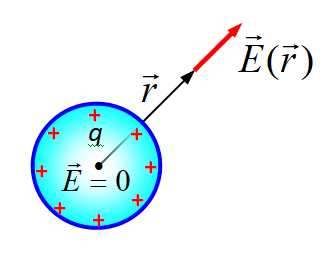 E⃗(r⃗)
r⃗
+ + + + + + + + +
q
E⃗ = 0